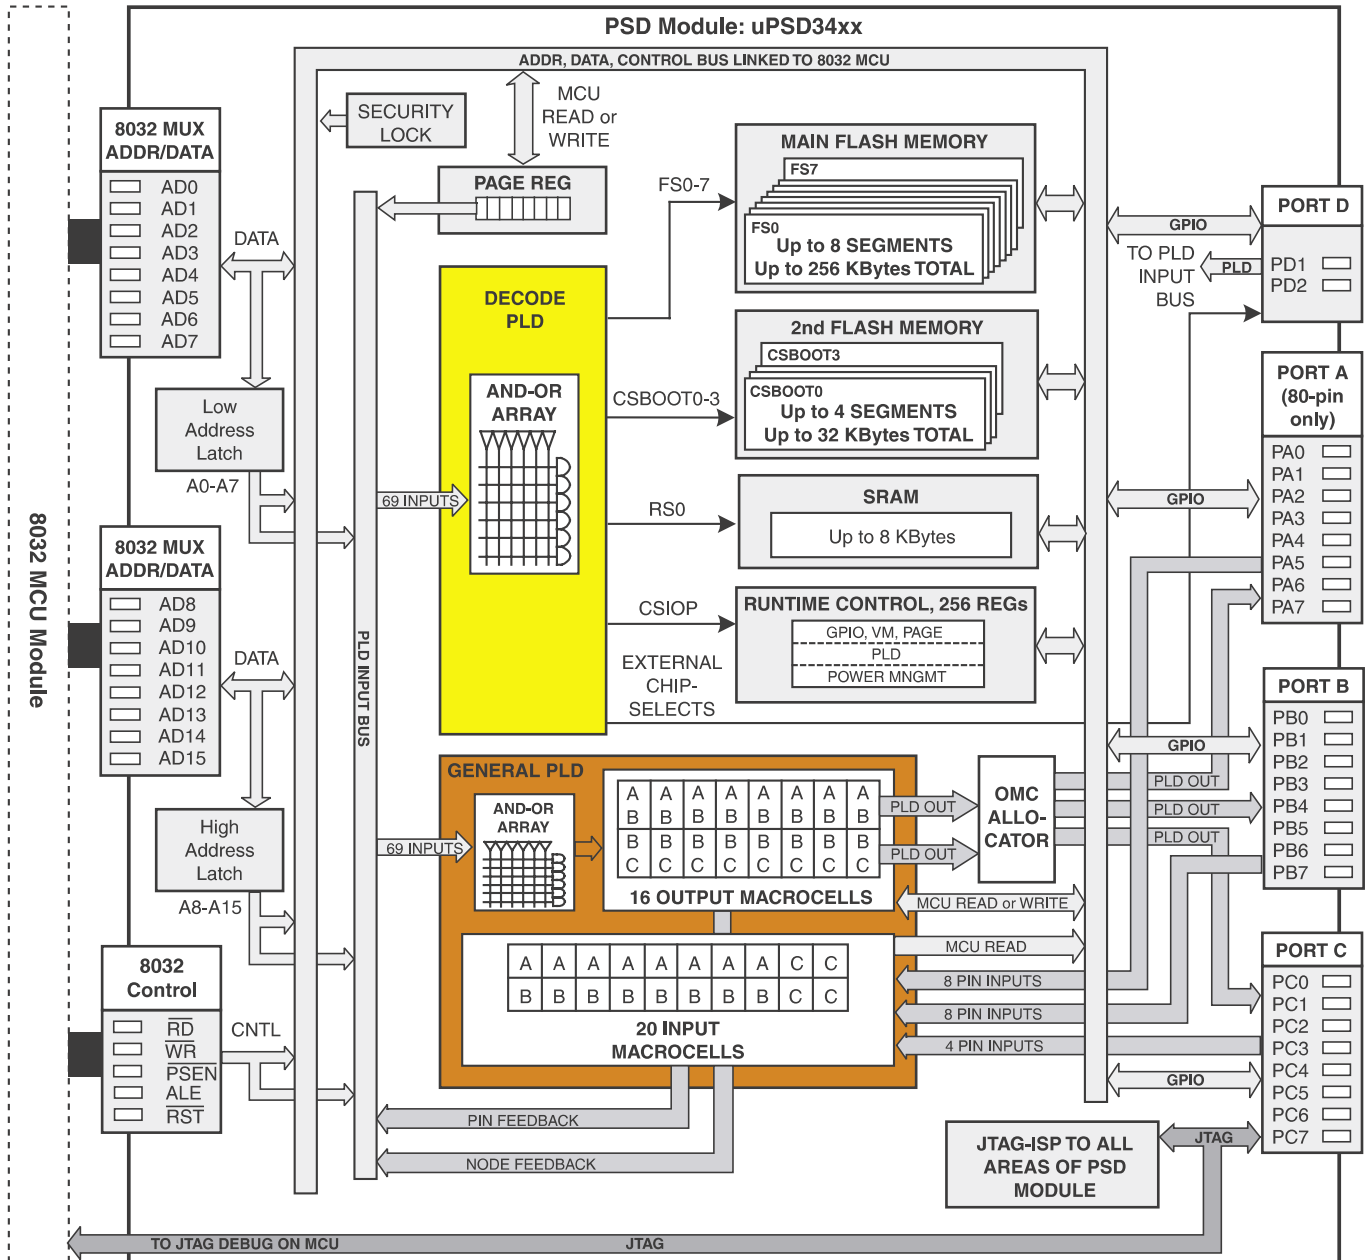 PSD Module: uPSD34xx
ADDR, DATA, CONTROL BUS LINKED TO 8032 MCU
8032 MCU Module
8032 MUX
ADDR/DATA
AD0
AD1
AD2
AD3
AD4
AD5
AD6
AD7
DATA
Low
Address
Latch
A0-A7
8032 MUX
ADDR/DATA
AD8
AD9
AD10
AD11
AD12
AD13
AD14
AD15
DATA
High
Address
Latch
A8-A15
8032
Control
RD
WR
PSEN
ALE
RST
CNTL
SECURITY
LOCK
MCU
READ or
WRITE
PAGE REG
PLD INPUT BUS
DECODE
PLD
AND-OR
ARRAY
69 INPUTS
FS0-7
CSBOOT0-3
RS0
CSIOP
EXTERNAL
CHIP-
SELECTS
MAIN FLASH MEMORY
FS7
FS0
Up to 8 SEGMENTS
Up to 256 KBytes TOTAL
2nd FLASH MEMORY
CSBOOT3
CSBOOT0
Up to 4 SEGMENTS
Up to 32 KBytes TOTAL
SRAM
Up to 8 KBytes
RUNTIME CONTROL, 256 REGs
GPIO, VM, PAGE
PLD
POWER MNGMT
GENERAL PLD
AND-OR
ARRAY
69 INPUTS
A A A A A A A A
B B B B B B B B
B B B B B B B B
C C C C C C C C
16 OUTPUT MACROCELLS
A A A A A A A A C C
B B B B B B B B C C
20 INPUT
MACROCELLS
PLD OUT
PLD OUT
OMC
ALLO-
CATOR
PLD OUT
PLD OUT
PLD OUT
MCU READ or WRITE
MCU READ
8 PIN INPUTS
8 PIN INPUTS
4 PIN INPUTS
PIN FEEDBACK
NODE FEEDBACK
GPIO
TO PLD
INPUT
BUS
PLD
PORT D
PD1
PD2
PORT A
(80-pin
only)
PA0
PA1
PA2
PA3
PA4
PA5
PA6
PA7
GPIO
PORT B
PB0
PB1
PB2
PB3
PB4
PB5
PB6
PB7
GPIO
PORT C
PC0
PC1
PC2
PC3
PC4
PC5
PC6
PC7
GPIO
JTAG-ISP TO ALL
AREAS OF PSD
MODULE
JTAG
TO JTAG DEBUG ON MCU
JTAG